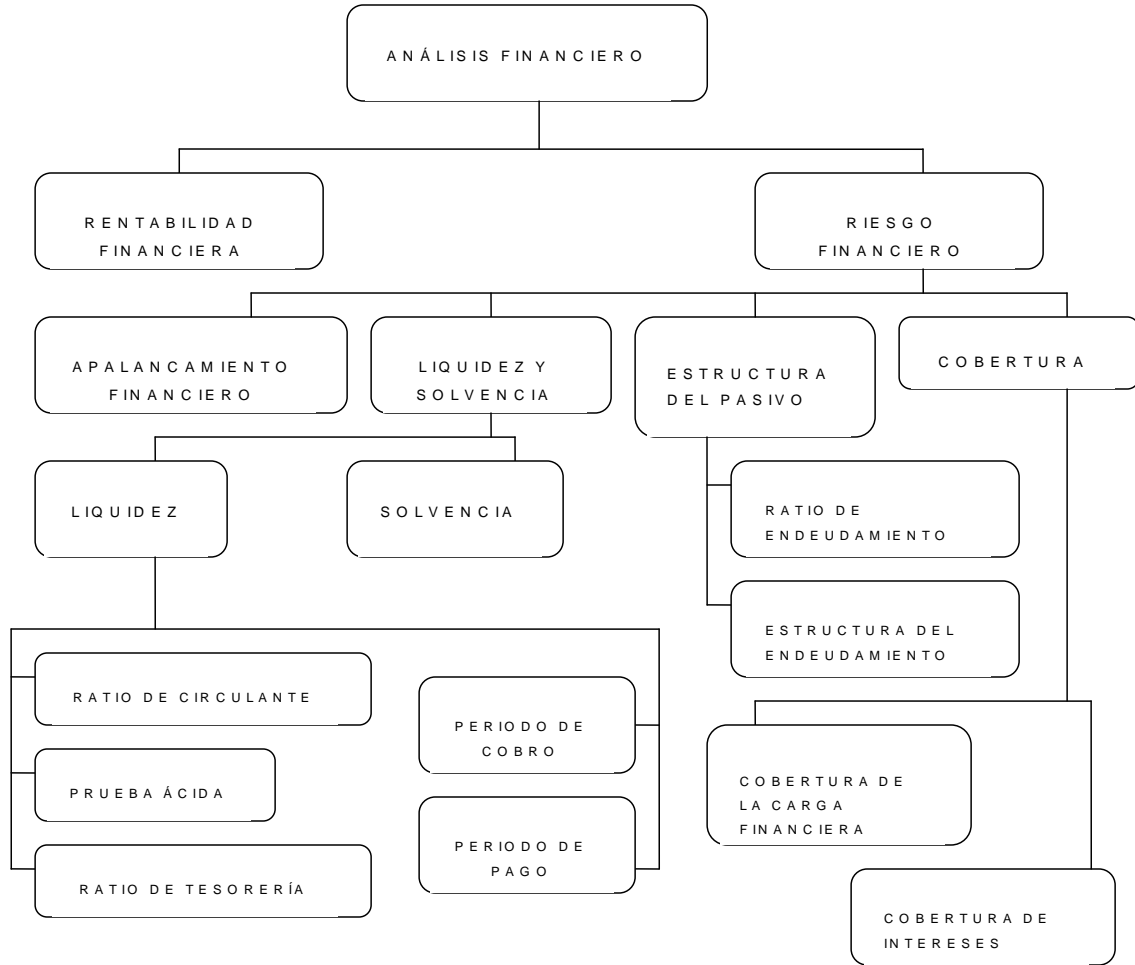 ANÁLISIS FINANCIERO
RENTABILIDAD
FINANCIERA
RIESGO
FINANCIERO
APALANCAMIENTO
FINANCIERO
LIQUIDEZ Y
SOLVENCIA
ESTRUCTURA
DEL PASIVO
COBERTURA
LIQUIDEZ
SOLVENCIA
RATIO DE
ENDEUDAMIENTO
ESTRUCTURA DEL
ENDEUDAMIENTO
RATIO DE CIRCULANTE
PRUEBA ÁCIDA
RATIO DE TESORERÍA
PERIODO DE
COBRO
PERIODO DE
PAGO
COBERTURA DE
LA CARGA
FINANCIERA
COBERTURA DE
INTERESES